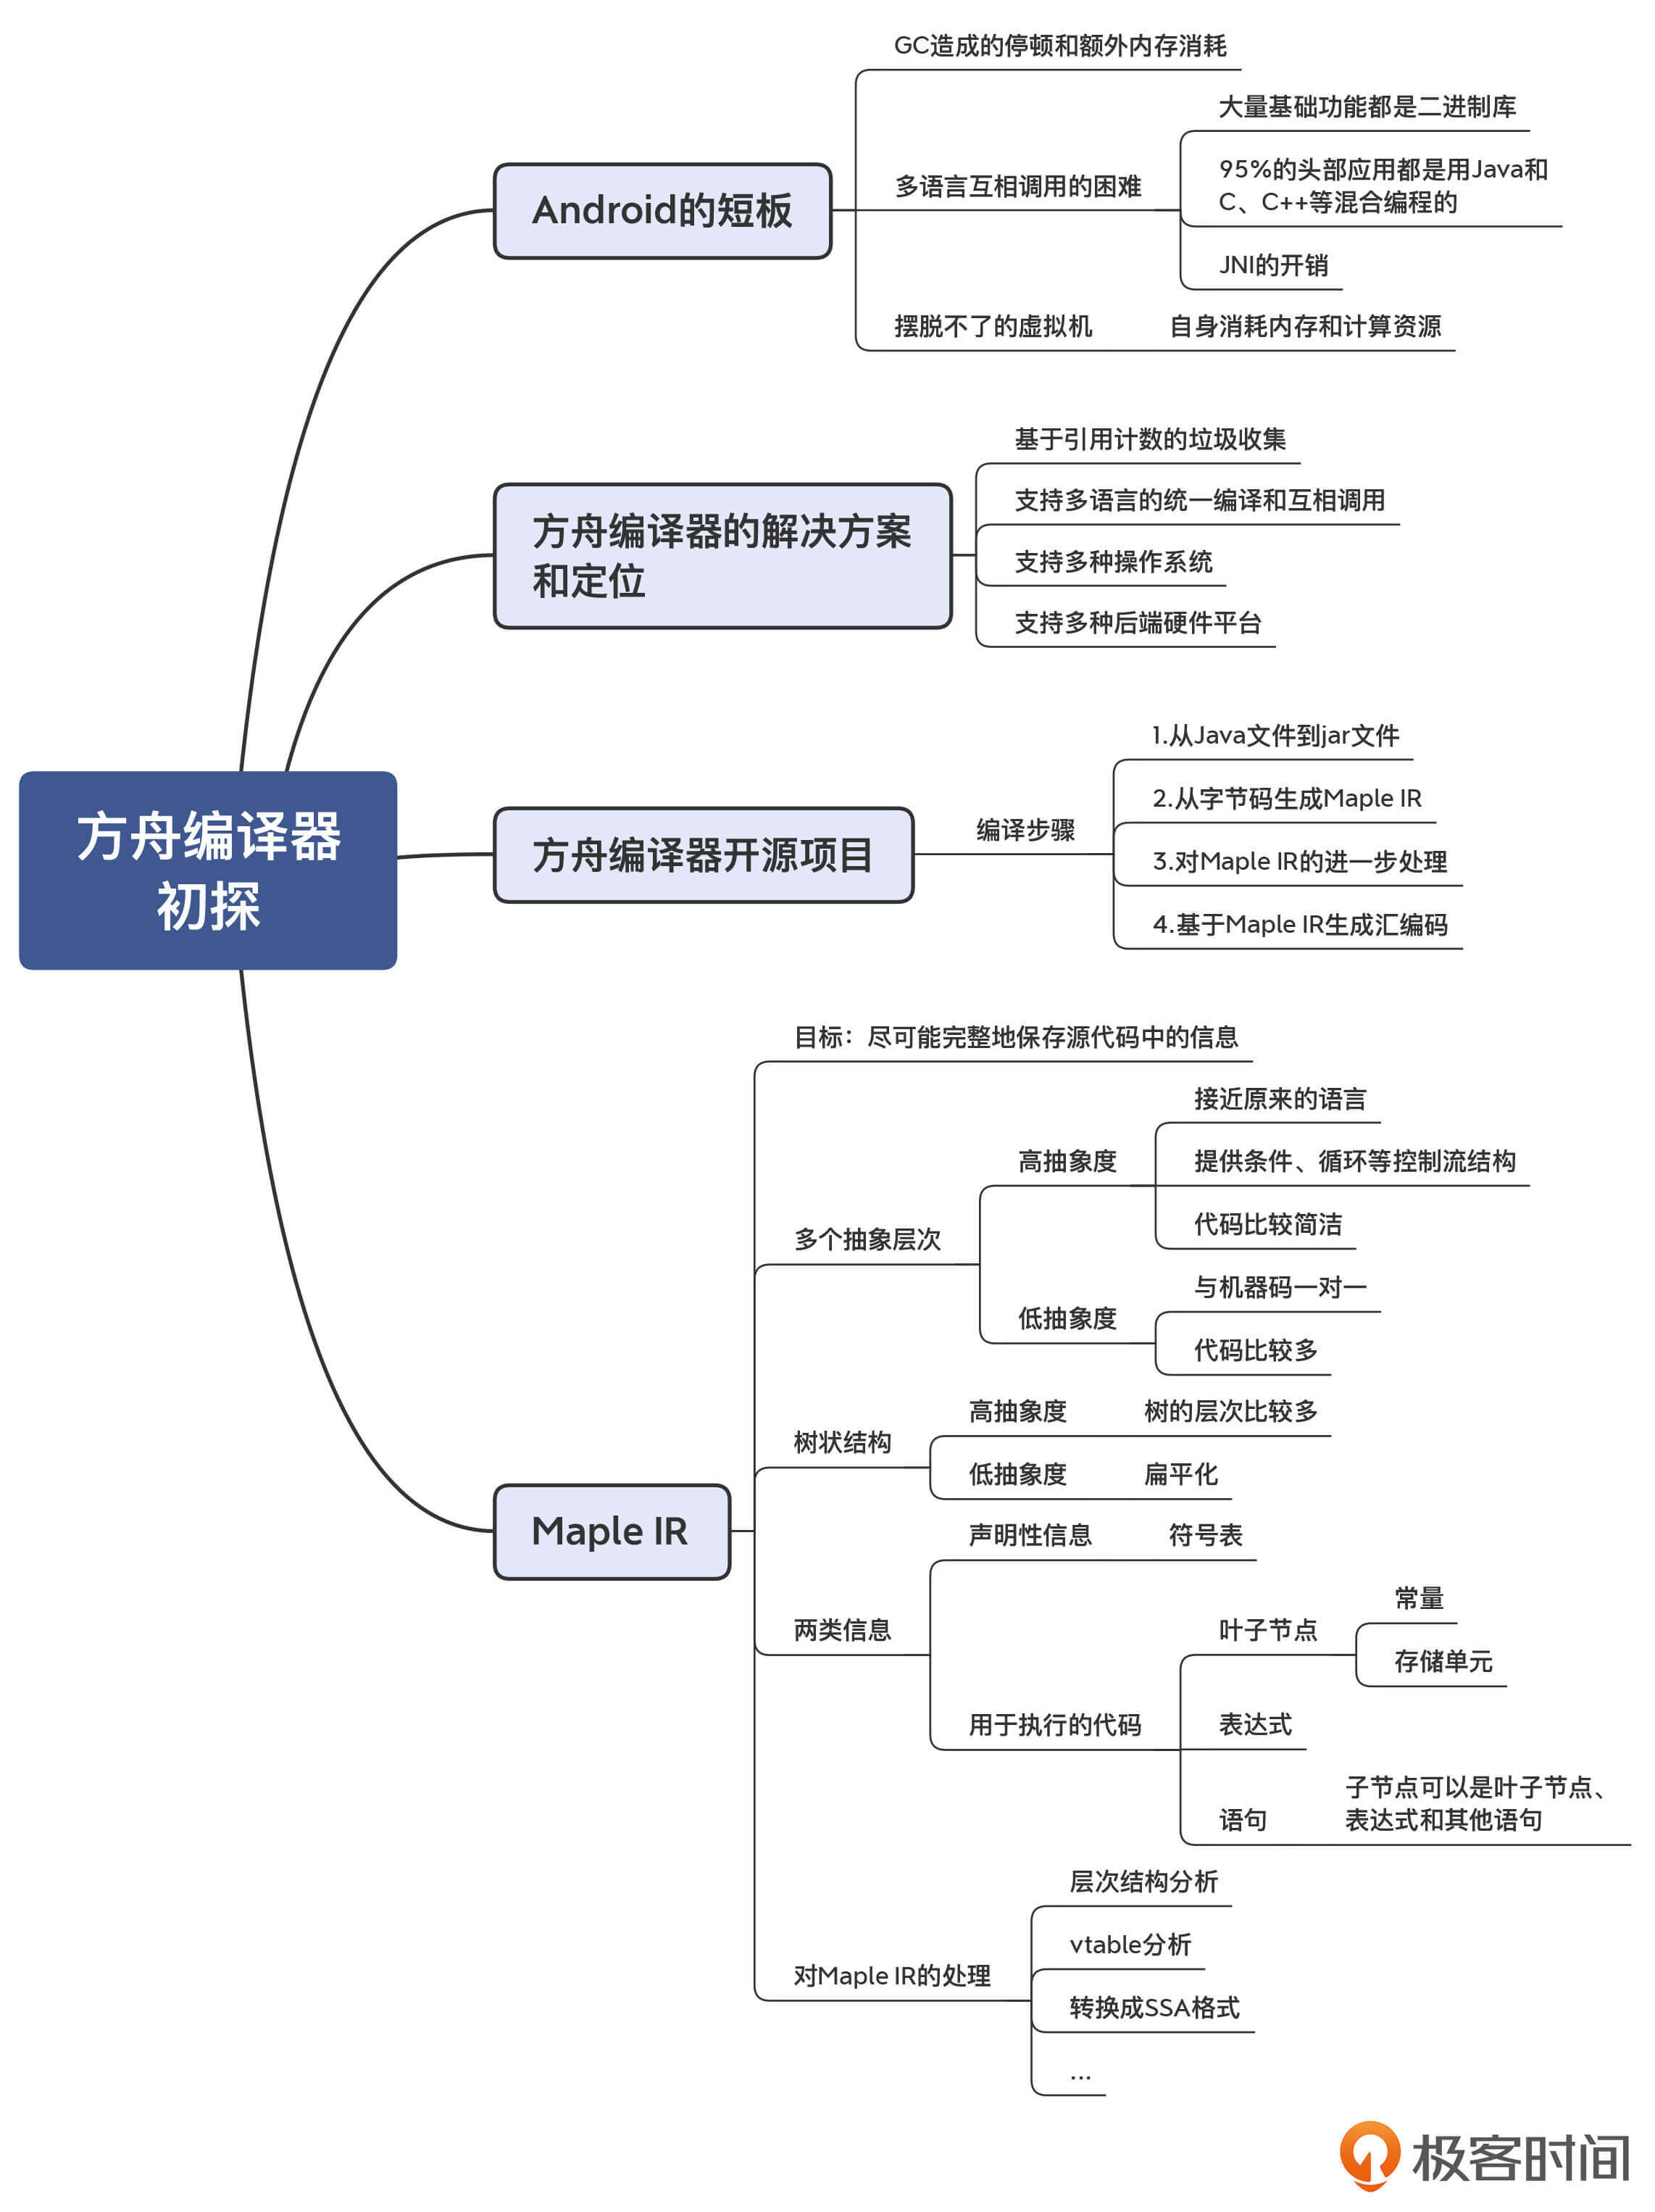 方舟编译器
初探
Android的短板
GC造成的停顿和额外内存消耗
多语言互相调用的困难
大量基础功能都是二进制库
95%的头部应用都是用Java和
C、C++等混合编程的
JNI的开销
摆脱不了的虚拟机
自身消耗内存和计算资源
方舟编译器的解决方案
和定位
基于引用计数的垃圾收集
支持多语言的统一编译和互相调用
支持多种操作系统
支持多种后端硬件平台
方舟编译器开源项目
编译步骤
1.从Java文件到jar文件
2.从字节码生成Maple IR
3.对Maple IR的进一步处理
4.基于Maple IR生成汇编码
Maple IR
目标：尽可能完整地保存源代码中的信息
多个抽象层次
高抽象度
接近原来的语言
提供条件、循环等控制流结构
代码比较简洁
低抽象度
与机器码一对一
代码比较多
树状结构
高抽象度
树的层次比较多
低抽象度
扁平化
两类信息
声明性信息
符号表
用于执行的代码
叶子节点
常量
存储单元
表达式
语句
子节点可以是叶子节点、
表达式和其他语句
对Maple IR的处理
层次结构分析
vtable分析
转换成SSA格式
...
极客时间